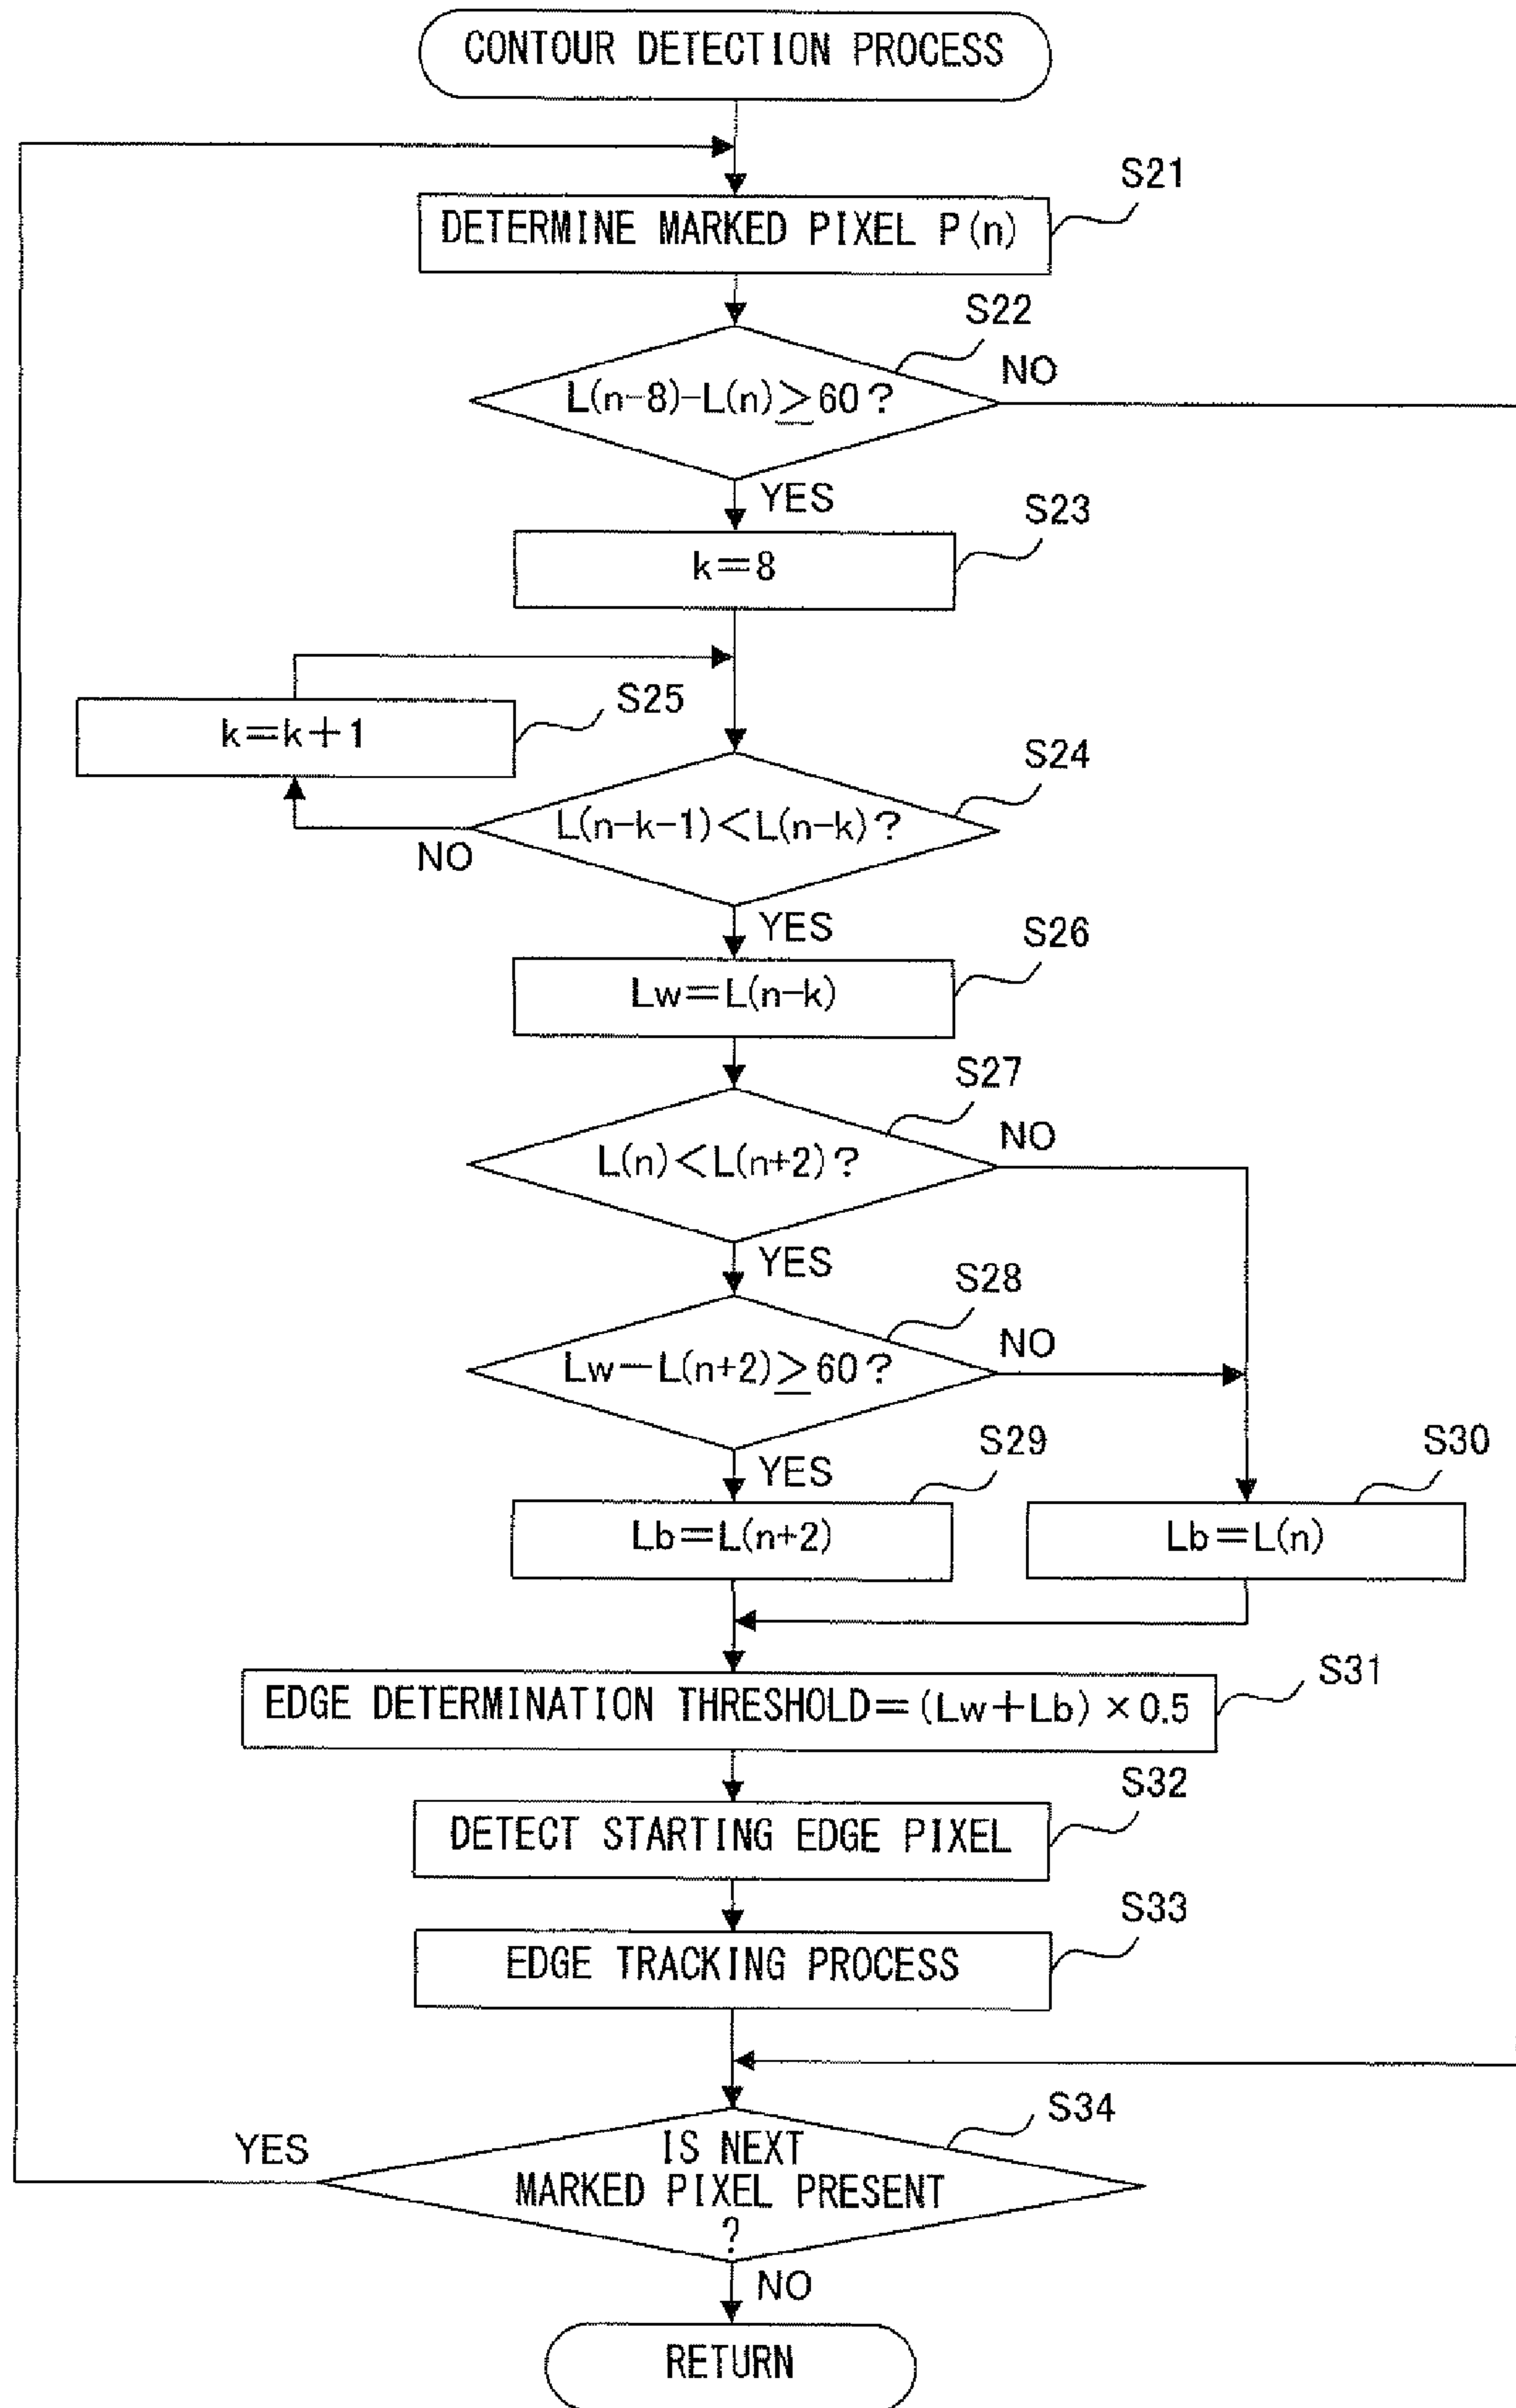 CONTOUR DETECTION PROCESS
S21
DETERMINE MARKED PIXEL P(n)
S22
L(n-8)-L(n)≧60?
NO
YES
S23
k=8
S25
k=k+1
S24
L(n-k-1)<L(n-k)?
NO
YES
S26
Lw=L(n-k)
S27
L(n)<L(n+2)?
NO
YES
S28
Lw-L(n+2)≧60?
NO
YES
S29
Lb=L(n+2)
S30
Lb=L(n)
S31
EDGE DETERMINATION THRESHOLD=(Lw+Lb)×0.5
S32
DETECT STARTING EDGE PIXEL
S33
EDGE TRACKING PROCESS
S34
YES
IS NEXT
MARKED PIXEL PRESENT
?
NO
RETURN